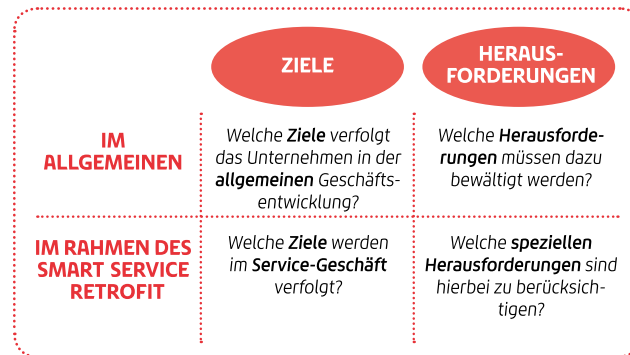 ZIELE
HERAUS-
FORDERUNGEN
IM
ALLGEMEINEN
Welche Ziele verfolgt
das Unternehmen in der
allgemeinen Geschäfts-
entwicklung?
Welche Herausforde-
rungen müssen dazu
bewältigt werden?
IM RAHMEN DES
SMART SERVICE
RETROFIT
Welche Ziele werden
im Service-Geschäft
verfolgt?
Welche speziellen
Herausforderungen sind
hierbei zu berücksich-
tigen?